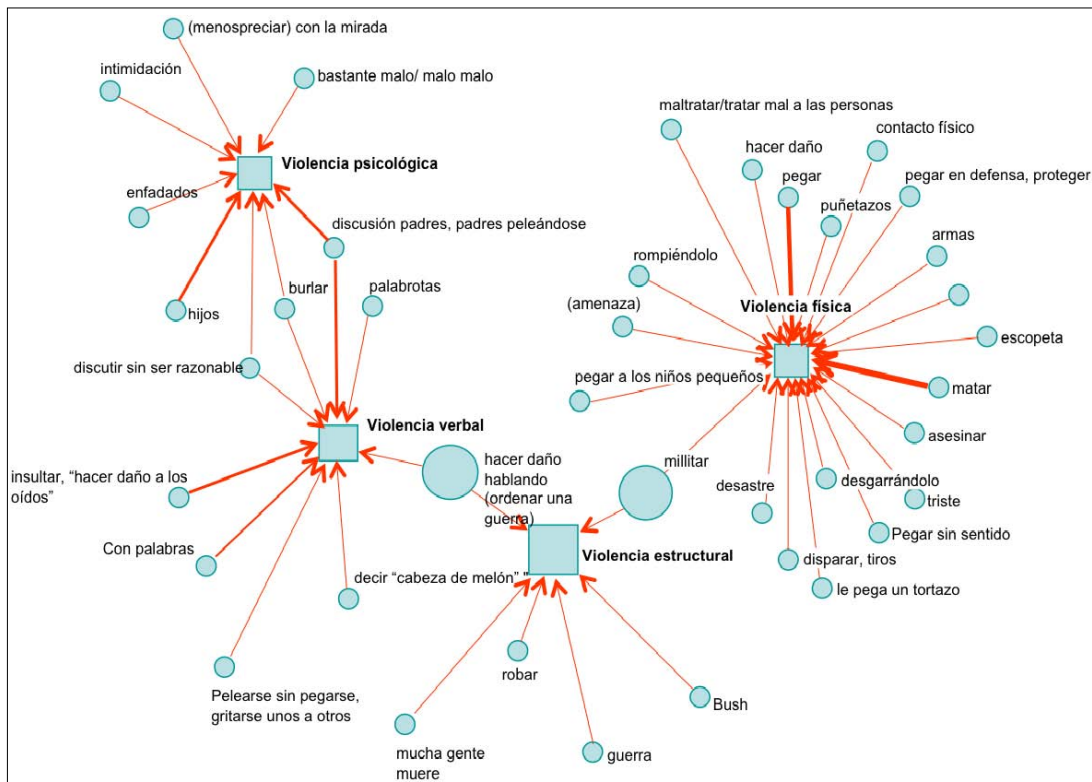 (menospreciar) con la mirada
intimidación
bastante malo/ malo malo
Violencia psicológica
enfadados
discusión padres, padres peleándose
hijos
burlar
palabrotas
discutir sin ser razonable
Violencia verbal
insultar, “hacer daño a los
oídos”
Con palabras
decir “cabeza de melón” "
Pelearse sin pegarse,
gritarse unos a otros
hacer daño
hablando
(ordenar una
guerra)
millitar
Violencia estructural
robar
mucha gente
muere
guerra
Bush
maltratar/tratar mal a las personas
contacto físico
hacer daño
pegar
pegar en defensa, proteger
puñetazos
armas
rompiéndolo
Violencia física
(amenaza)
escopeta
pegar a los niños pequeños
matar
asesinar
desgarrándolo
desastre
triste
Pegar sin sentido
disparar, tiros
le pega un tortazo